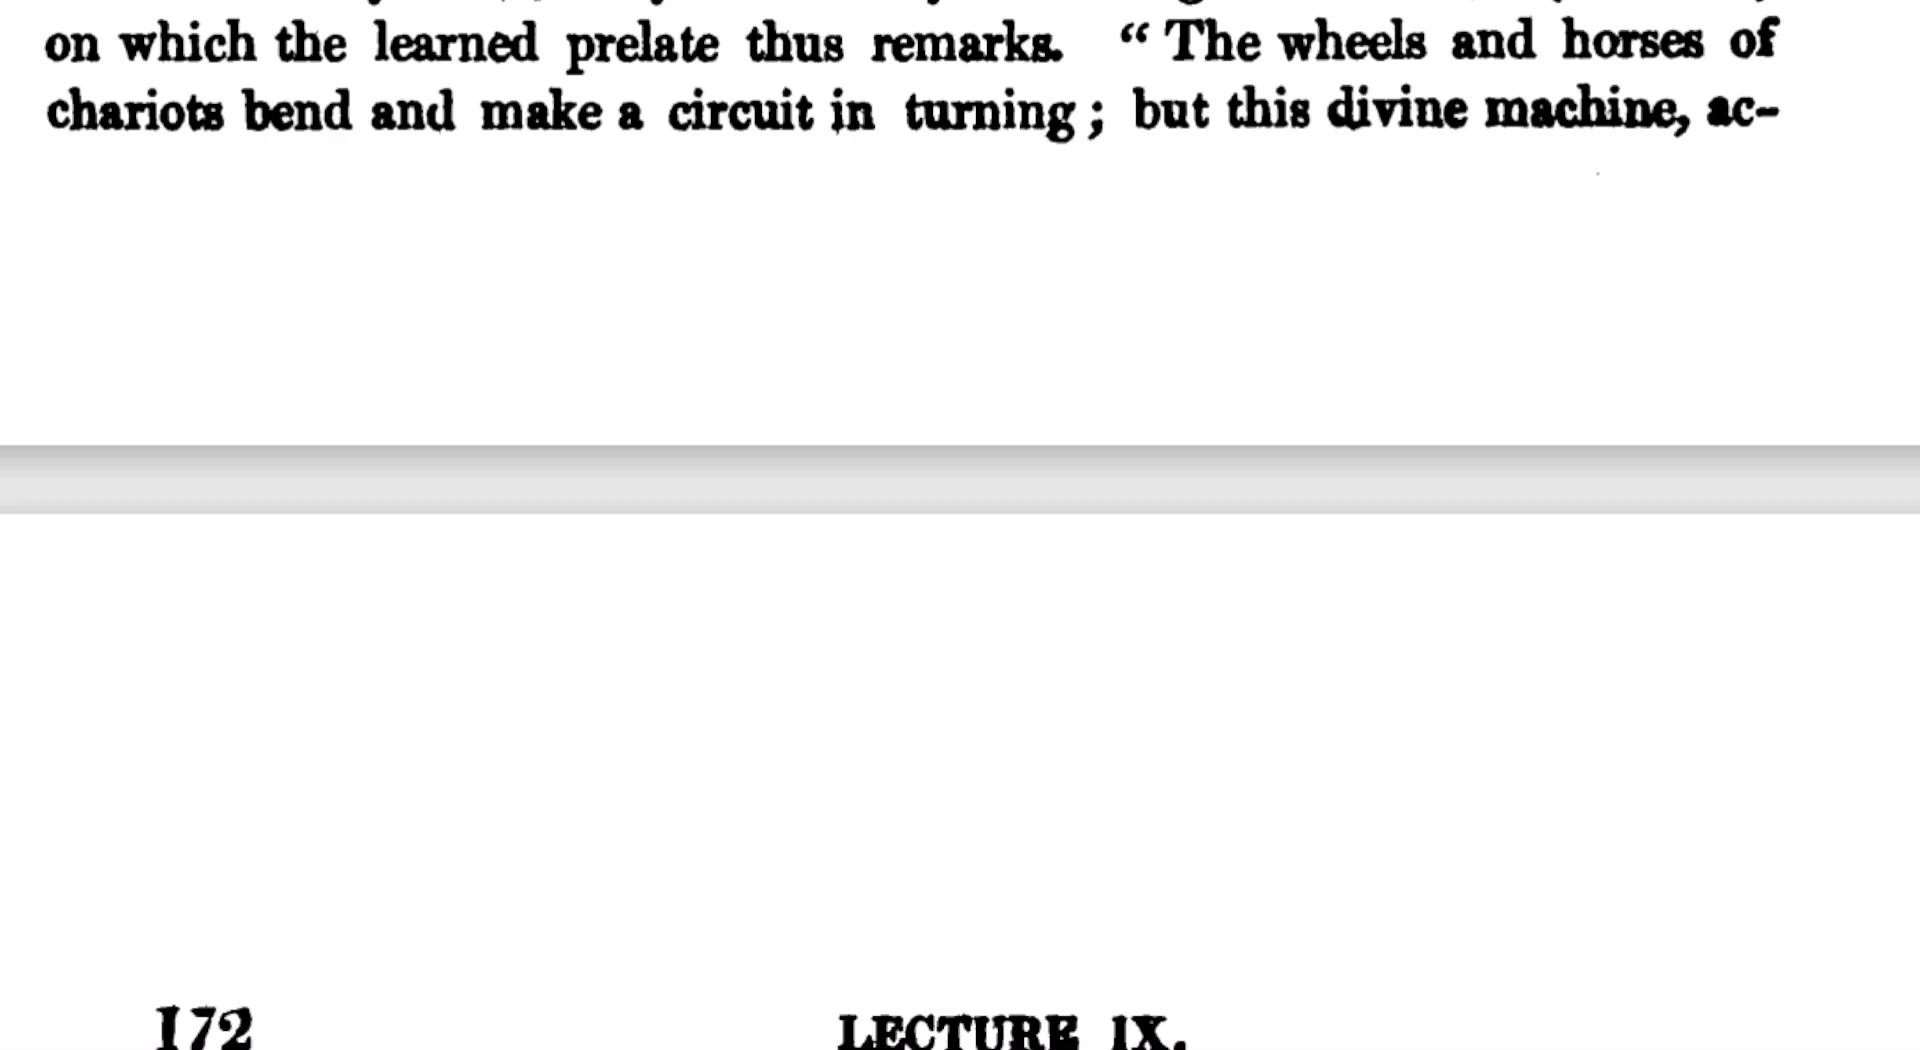 on which the learned prelate thus remarks. “ The wheels and horses of
chariots bend and make a circuit in turning ; but this divine machine, ac-
172
LECTURE IX.